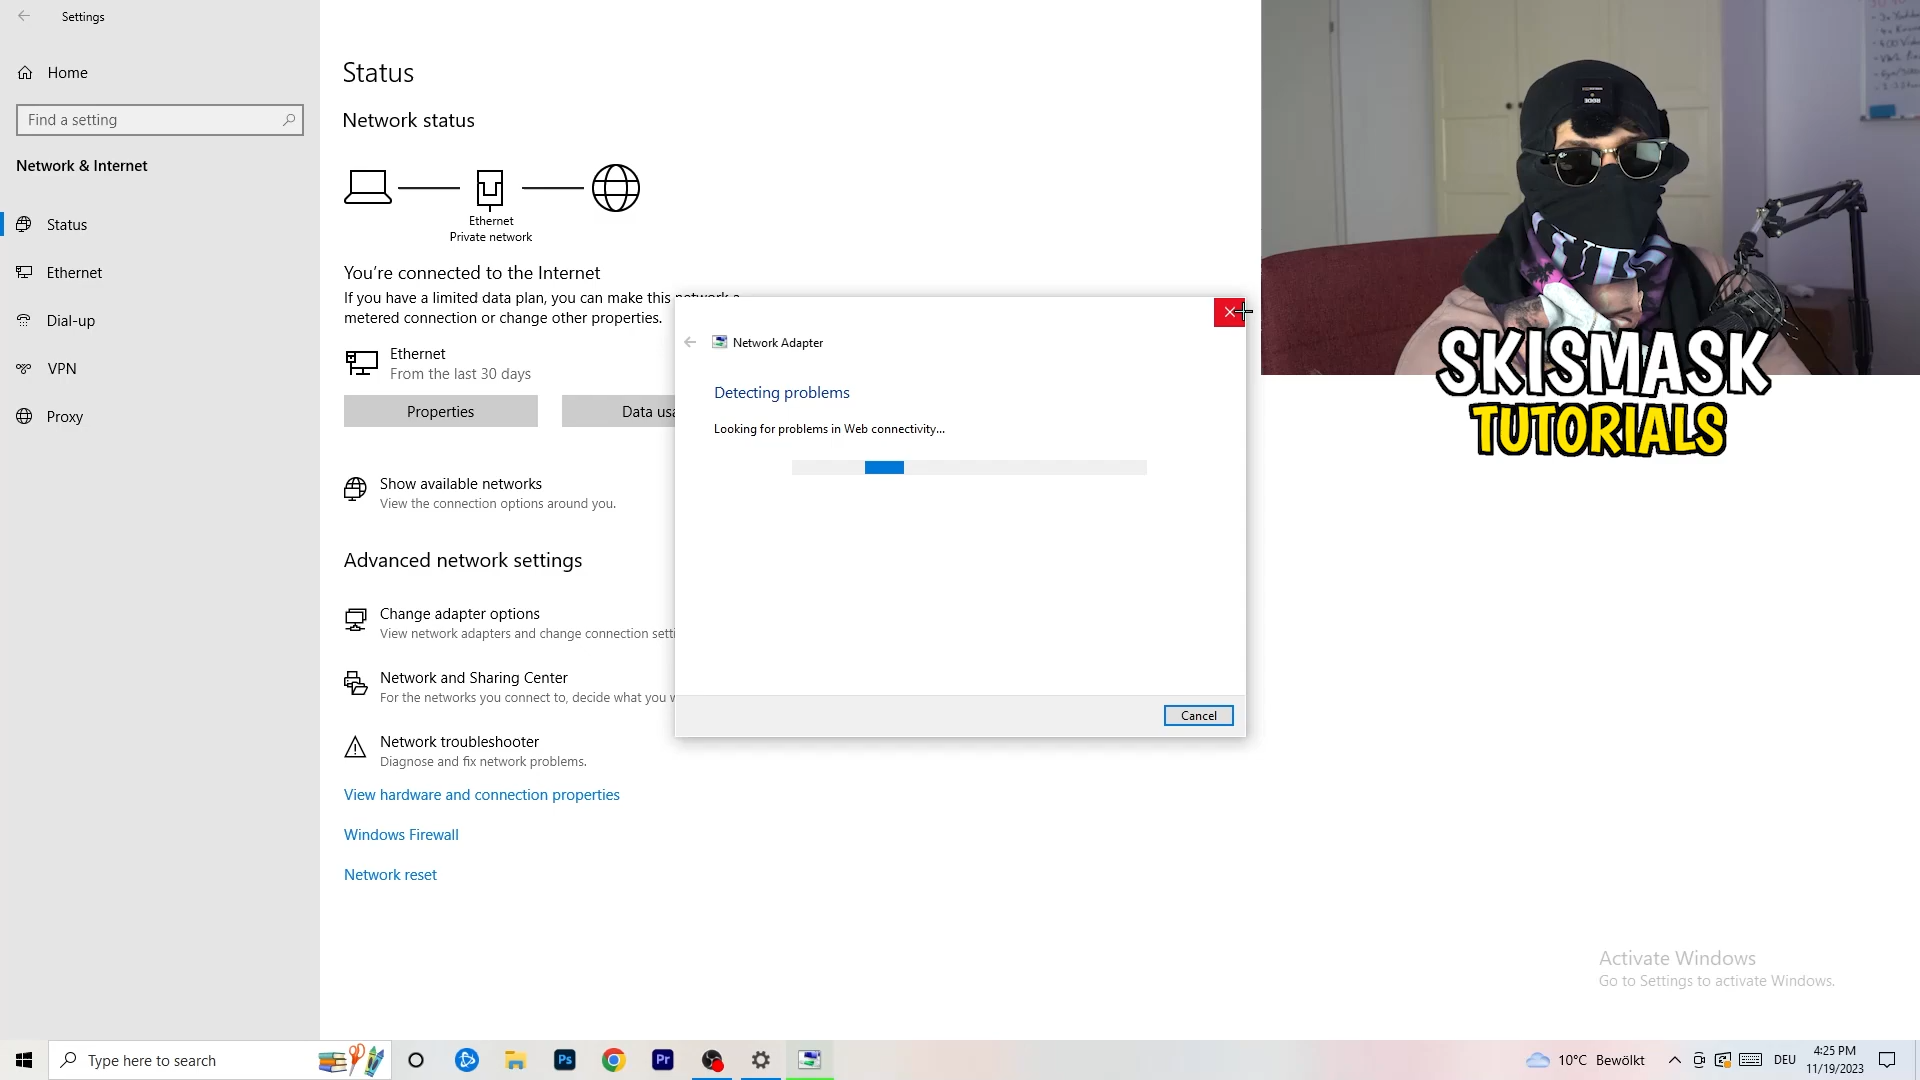 Settings
Home
Find a setting
Network & Internet
Status
Ethernet
Dial-up
VPN
Proxy
Status
Network status
Ethernet
Private network
You're connected to the Internet
If you have a limited data plan, you can make this network a
metered connection or change other properties.
Ethernet
From the last 30 days
Properties
Data usa
Show available networks
View the connection options around you.
Advanced network settings
Change adapter options
View network adapters and change connection setti
Network and Sharing Center
For the networks you connect to, decide what you w
Network troubleshooter
Diagnose and fix network problems.
View hardware and connection properties
Windows Firewall
Network reset
Network Adapter
Detecting problems
Looking for problems in Web connectivity...
Cancel
SKISMASK
TUTORIALS
Activate Windows
Go to Settings to activate Windows.
Type here to search
Ps
Pr
10°C Bewölkt
DEU
4:25 PM
11/19/2023